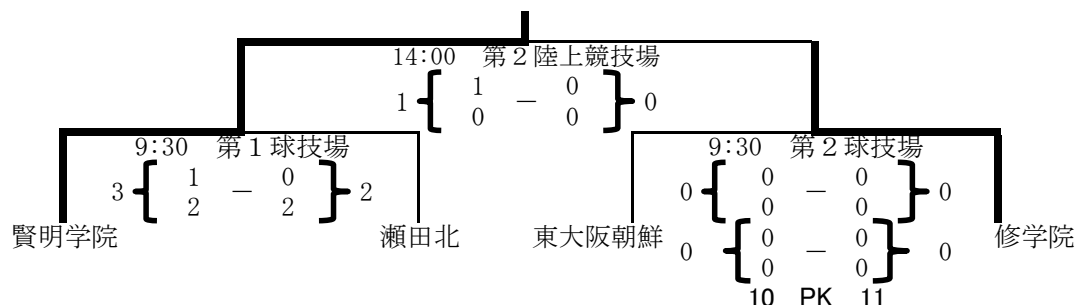 14:00 第2陸上競技場
1 0
1 － 0
0 0
9:30 第1球技場 9:30 第2球技場
1 0 0 0
3 － 2 0 － 0
2 2 0 0
賢明学院 瀬田北 東大阪朝鮮 修学院
0 0
0 － 0
0 0
10 PK 11